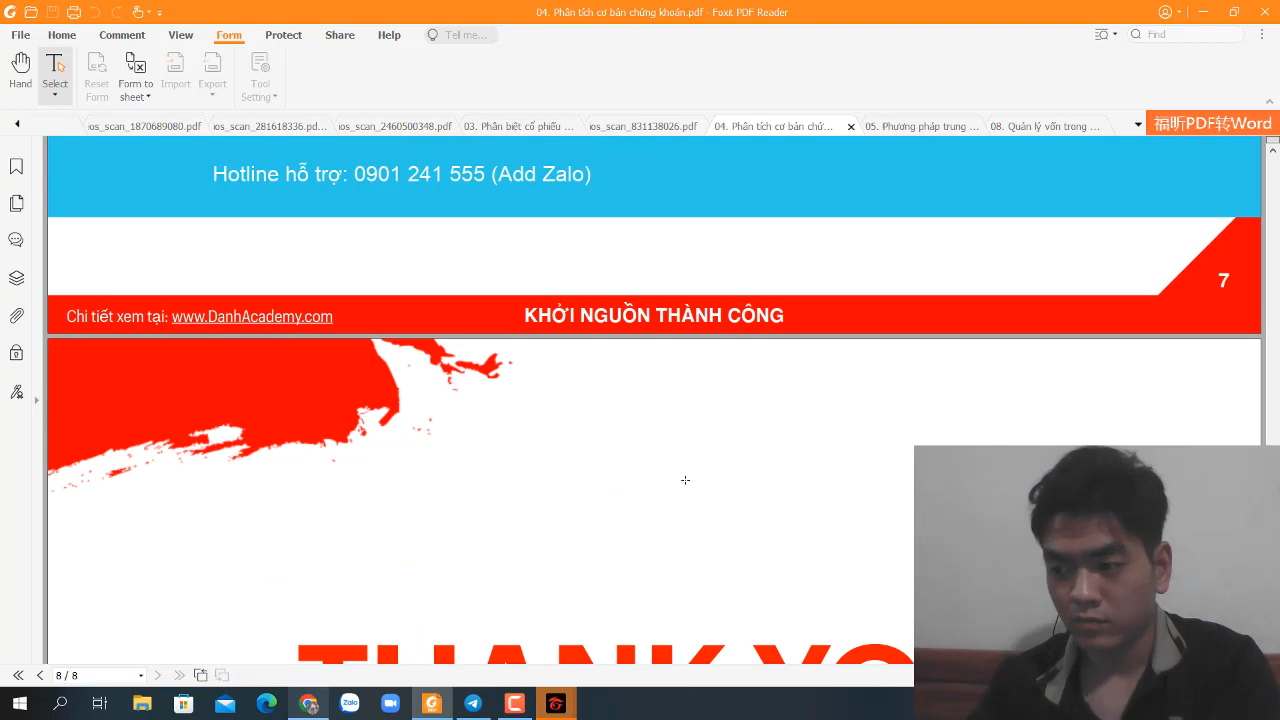 04. Phân tích cơ bản chứng khoán.pdf - Foxit PDF Reader
File Home Comment View Form Protect Share Help Tell me... Find
Hand Select Reset Form Form to sheet Import Export Tool Setting
ios_scan_1870689080.pdf ios_scan_281618336.pd... ios_scan_2460500348.pdf 03. Phân biệt cổ phiếu ... ios_scan_831138026.pdf 04. Phân tích cơ bản chứ... 05. Phương pháp trung ... 08. Quản lý vốn trong ... 福昕PDF转Word
Hotline hỗ trợ: 0901 241 555 (Add Zalo)
7
Chi tiết xem tại: www.DanhAcademy.com KHỞI NGUỒN THÀNH CÔNG
THANK YO
8 / 8
Zalo